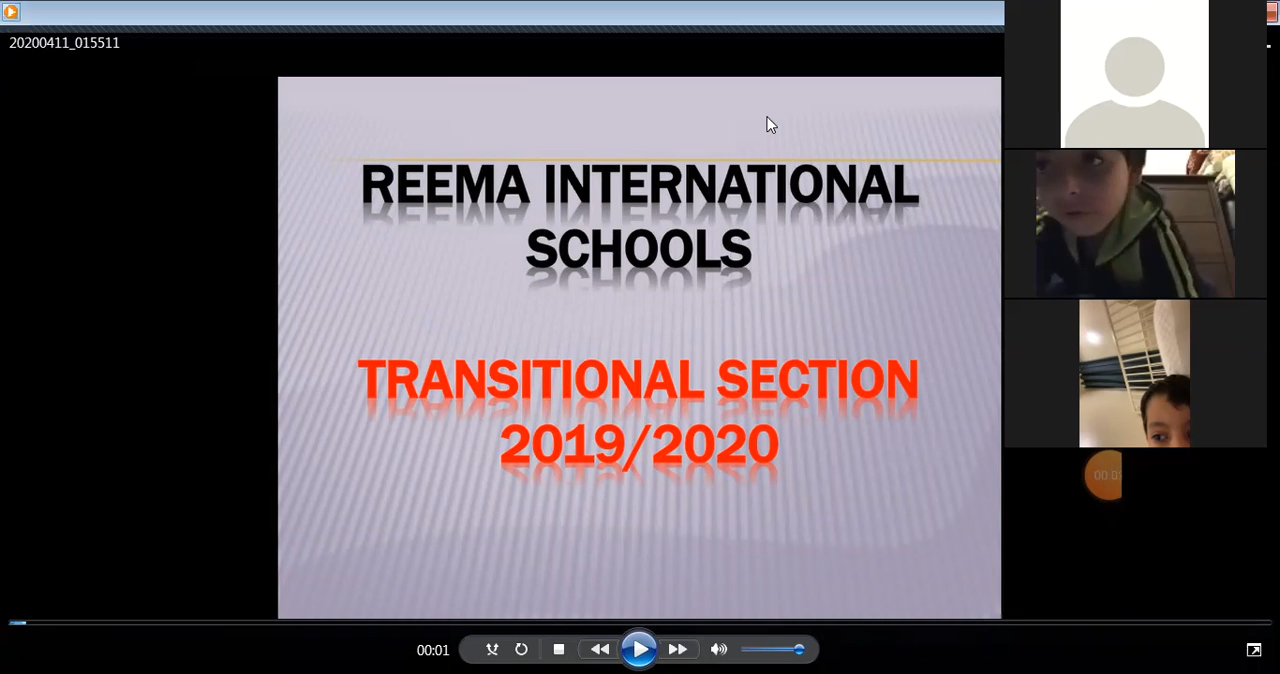 20200411_015511
REEMA INTERNATIONAL
SCHOOLS
TRANSITIONAL SECTION
2019/2020
00:01